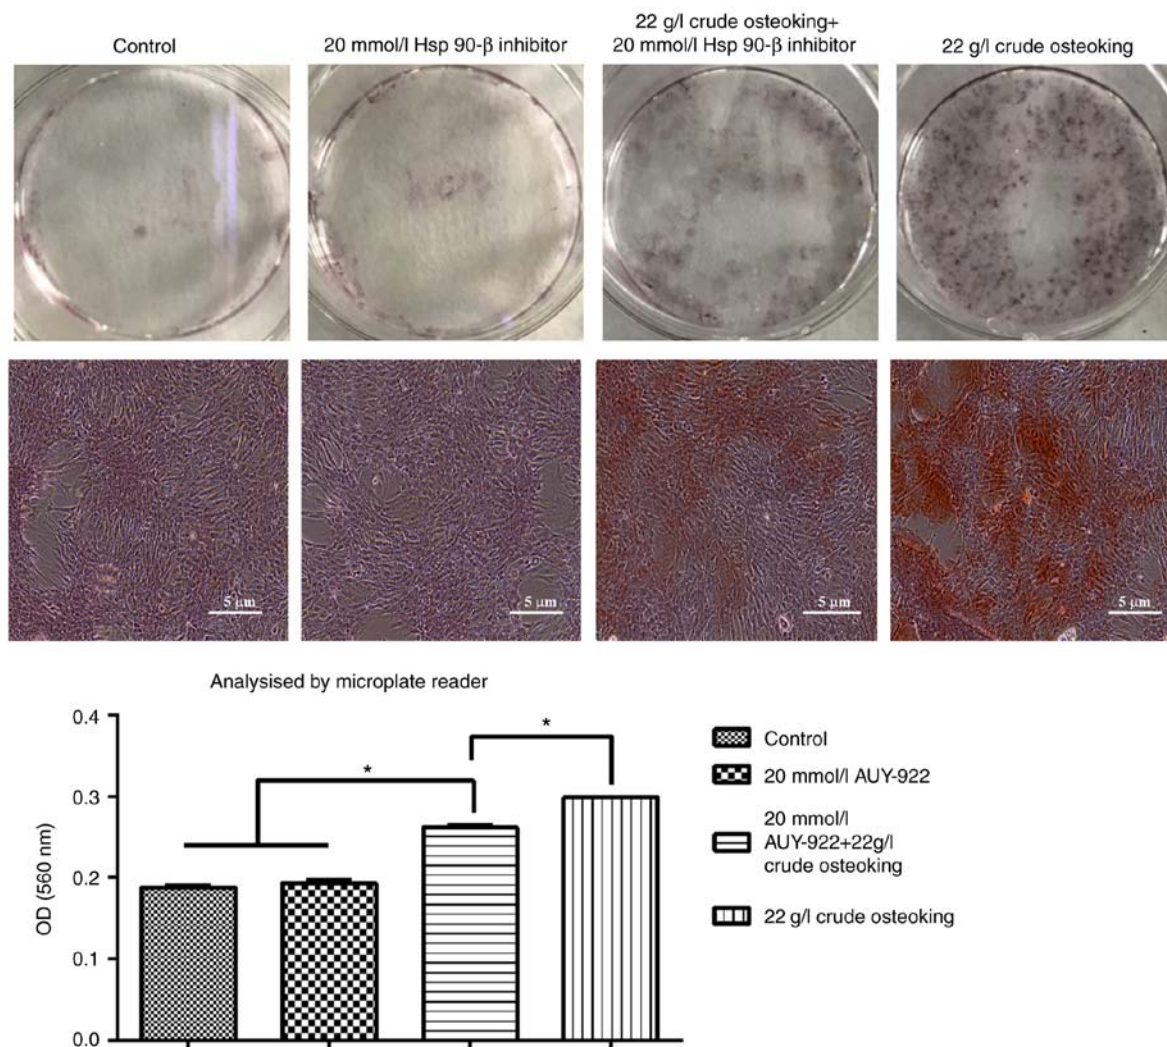 Control
20 mmol/l Hsp 90-β inhibitor
22 g/l crude osteoking+
20 mmol/l Hsp 90-β inhibitor
22 g/l crude osteoking
5 μm
5 μm
5 μm
5 μm
Analysised by microplate reader
OD (560 nm)
0.4
0.3
0.2
0.1
0.0
*
*
Control
20 mmol/l AUY-922
20 mmol/l
AUY-922+22g/l
crude osteoking
22 g/l crude osteoking